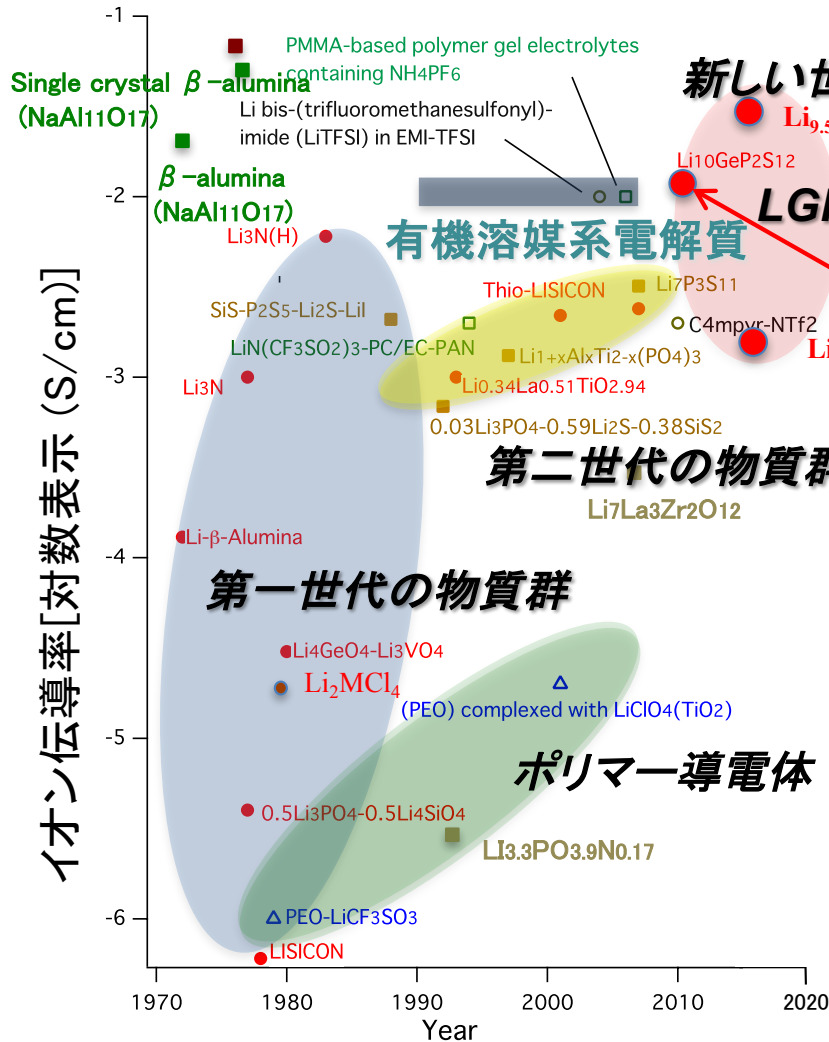 -1
PMMA-based polymer gel electrolytes
containing NH4PF6
Single crystal β-alumina
(NaAl11O17)
新しい世
Li9.5
Li bis-(trifluoromethanesulfonyl)-
imide (LiTFSI) in EMI-TFSI
β-alumina
(NaAl11O17)
Li10GeP2S12
-2
LG
有機溶媒系電解質
Li3N(H)
Thio-LISICON
Li7P3S11
SiS-P2S5-Li2S-LiI
C4mpyr-NTf2
LiN(CF3SO2)3-PC/EC-PAN
Li1+xAlxTi2-x(PO4)3
Li
-3
Li3N
Li0.34La0.51TiO2.94
0.03Li3PO4-0.59Li2S-0.38SiS2
第二世代の物質群
Li7La3Zr2O12
Li-β-Alumina
-4
第一世代の物質群
Li4GeO4-Li3VO4
Li2MCl4
(PEO) complexed with LiClO4(TiO2)
-5
ポリマー導電体
0.5Li3PO4-0.5Li4SiO4
LI3.3PO3.9N0.17
-6
PEO-LiCF3SO3
LISICON
イオン伝導率[対数表示 (S/cm)]
1970
1980
1990
2000
2010
2020
Year